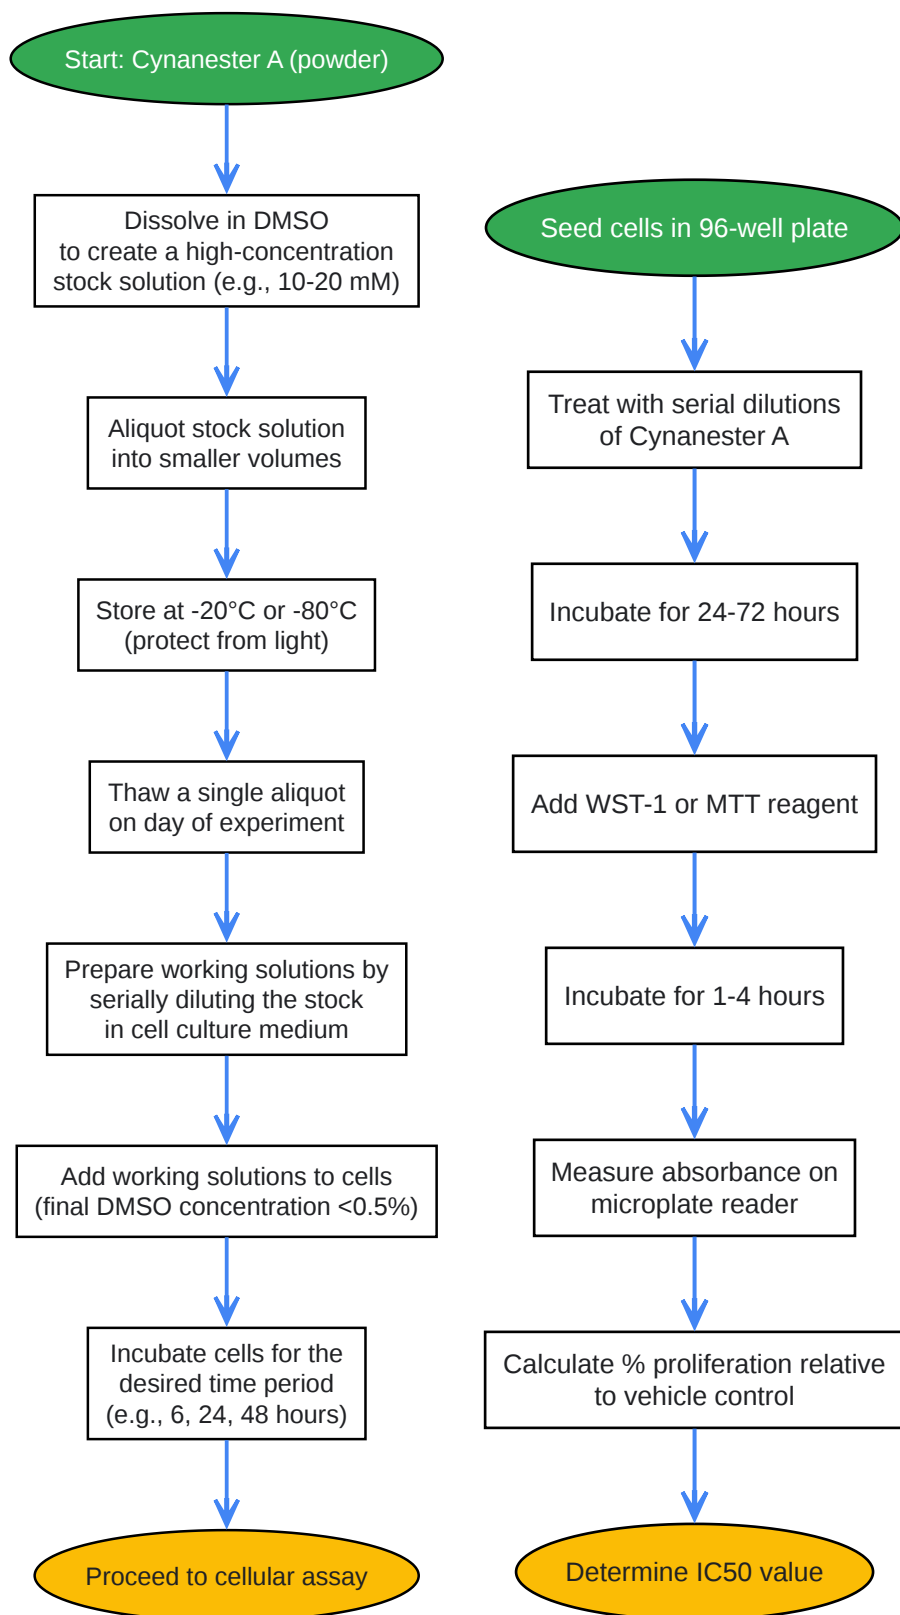 Start: Cynanester A (powder)
Dissolve in DMSO
to create a high-concentration
stock solution (e.g., 10-20 mM)
Aliquot stock solution
into smaller volumes
Store at -20°C or -80°C
(protect from light)
Thaw a single aliquot
on day of experiment
Prepare working solutions by
serially diluting the stock
in cell culture medium
Add working solutions to cells
(final DMSO concentration <0.5%)
Incubate cells for the
desired time period
(e.g., 6, 24, 48 hours)
Proceed to cellular assay
Seed cells in 96-well plate
Treat with serial dilutions
of Cynanester A
Incubate for 24-72 hours
Add WST-1 or MTT reagent
Incubate for 1-4 hours
Measure absorbance on
microplate reader
Calculate % proliferation relative
to vehicle control
Determine IC50 value